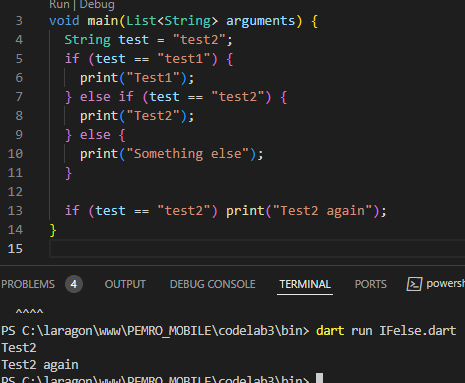 Run | Debug
3 void main(List<String> arguments) {
4 String test = "test2";
5 if (test == "test1") {
6 print("Test1");
7 } else if (test == "test2") {
8 print("Test2");
9 } else {
10 print("Something else");
11 }
12
13 if (test == "test2") print("Test2 again");
14 }
15
PROBLEMS 4 OUTPUT DEBUG CONSOLE TERMINAL PORTS powersh
^^^^
PS C:\laragon\www\PEMRO_MOBILE\codelab3\bin> dart run IFelse.dart
Test2
Test2 again
PS C:\laragon\www\PEMRO_MOBILE\codelab3\bin>